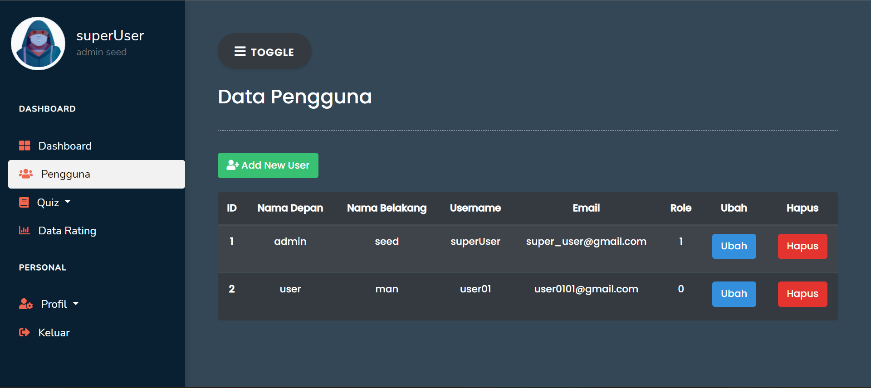 superUser
admin seed
DASHBOARD
Dashboard
Pengguna
Quiz
Data Rating
PERSONAL
Profil
Keluar
TOGGLE
Data Pengguna
Add New User
ID Nama Depan Nama Belakang Username Email Role Ubah Hapus
1 admin seed superUser super_user@gmail.com 1 Ubah Hapus
2 user man user01 user0101@gmail.com 0 Ubah Hapus